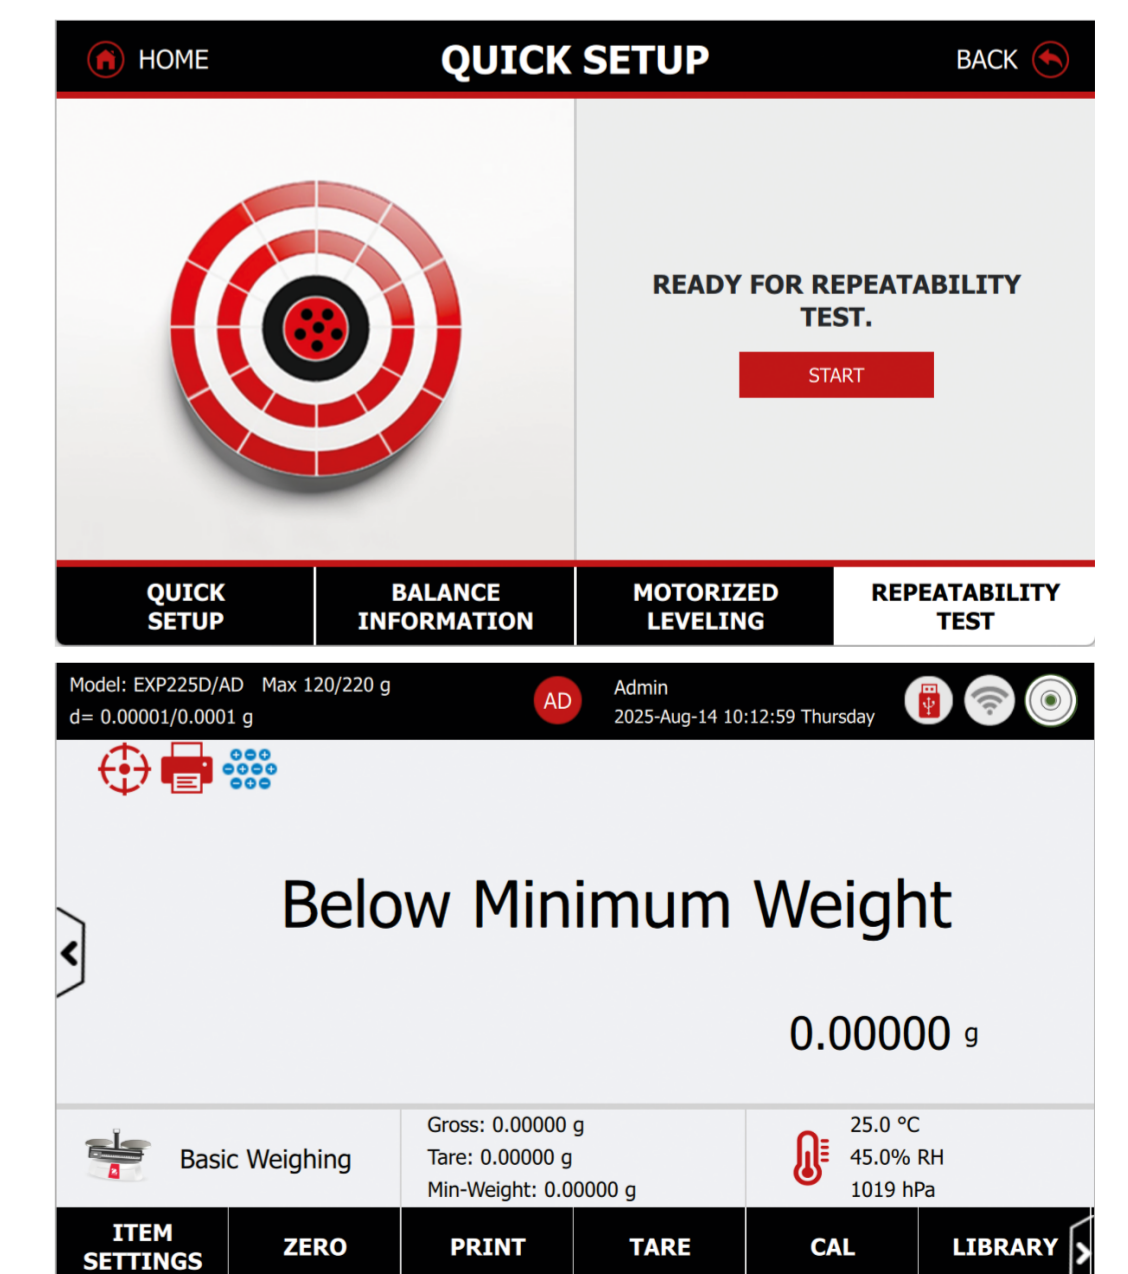 HOME
QUICK SETUP
BACK
READY FOR REPEATABILITY
TEST.
START
QUICK
SETUP
BALANCE
INFORMATION
MOTORIZED
LEVELING
REPEATABILITY
TEST
Model: EXP225D/AD Max 120/220 g
d= 0.00001/0.0001 g
AD
Admin
2025-Aug-14 10:12:59 Thursday
Below Minimum Weight
0.00000 g
Basic Weighing
Gross: 0.00000 g
Tare: 0.00000 g
Min-Weight: 0.00000 g
25.0 °C
45.0% RH
1019 hPa
ITEM
SETTINGS
ZERO
PRINT
TARE
CAL
LIBRARY